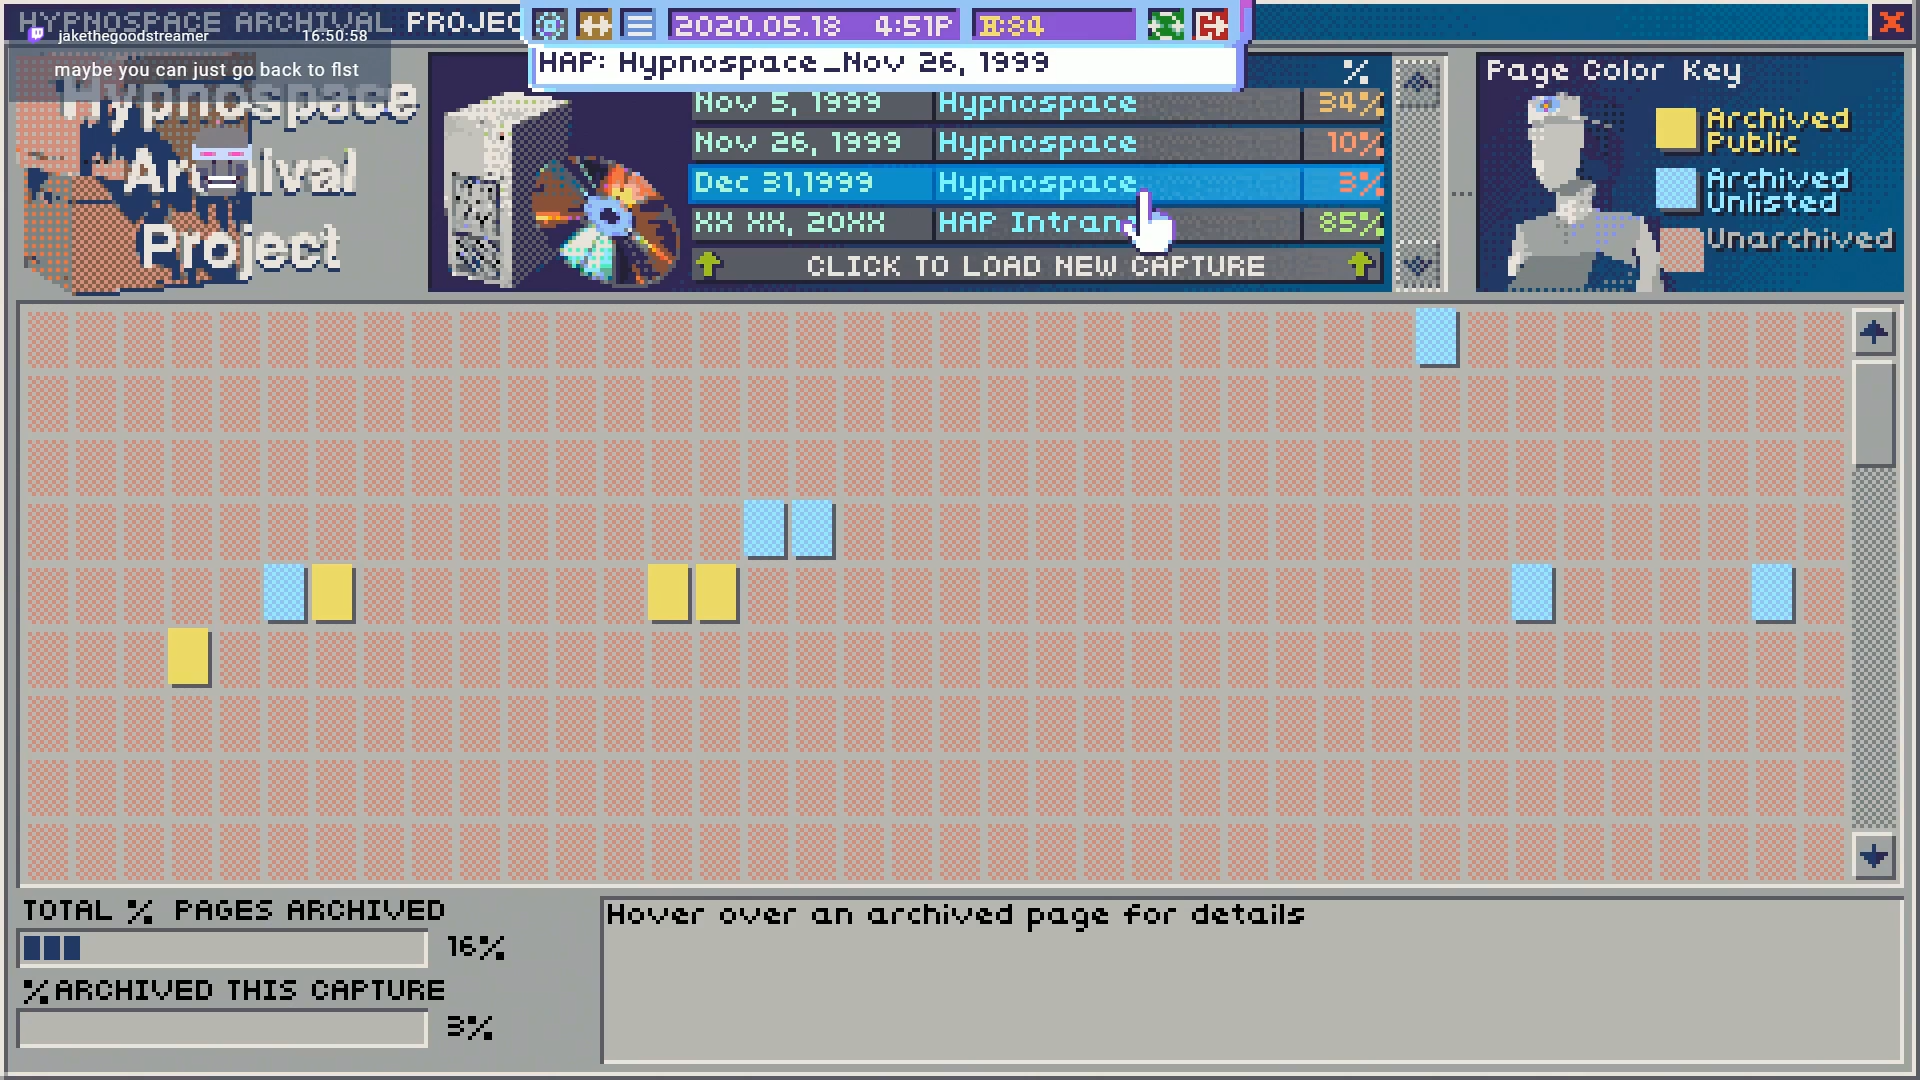 HYPNOSPACE ARCHIVAL PROJEC
jakethegoodstreamer 16:50:58
maybe you can just go back to flst
2020.05.18 4:51P
84
HAP: Hypnospace_Nov 26, 1999
Hypnospace
Archival
Project
%
Nov 5, 1999 Hypnospace 34%
Nov 26, 1999 Hypnospace 10%
Dec 31,1999 Hypnospace 3%
XX XX, 20XX HAP Intran 85%
CLICK TO LOAD NEW CAPTURE
Page Color Key
Archived
Public
Archived
Unlisted
Unarchived
TOTAL % PAGES ARCHIVED
16%
%ARCHIVED THIS CAPTURE
3%
Hover over an archived page for details